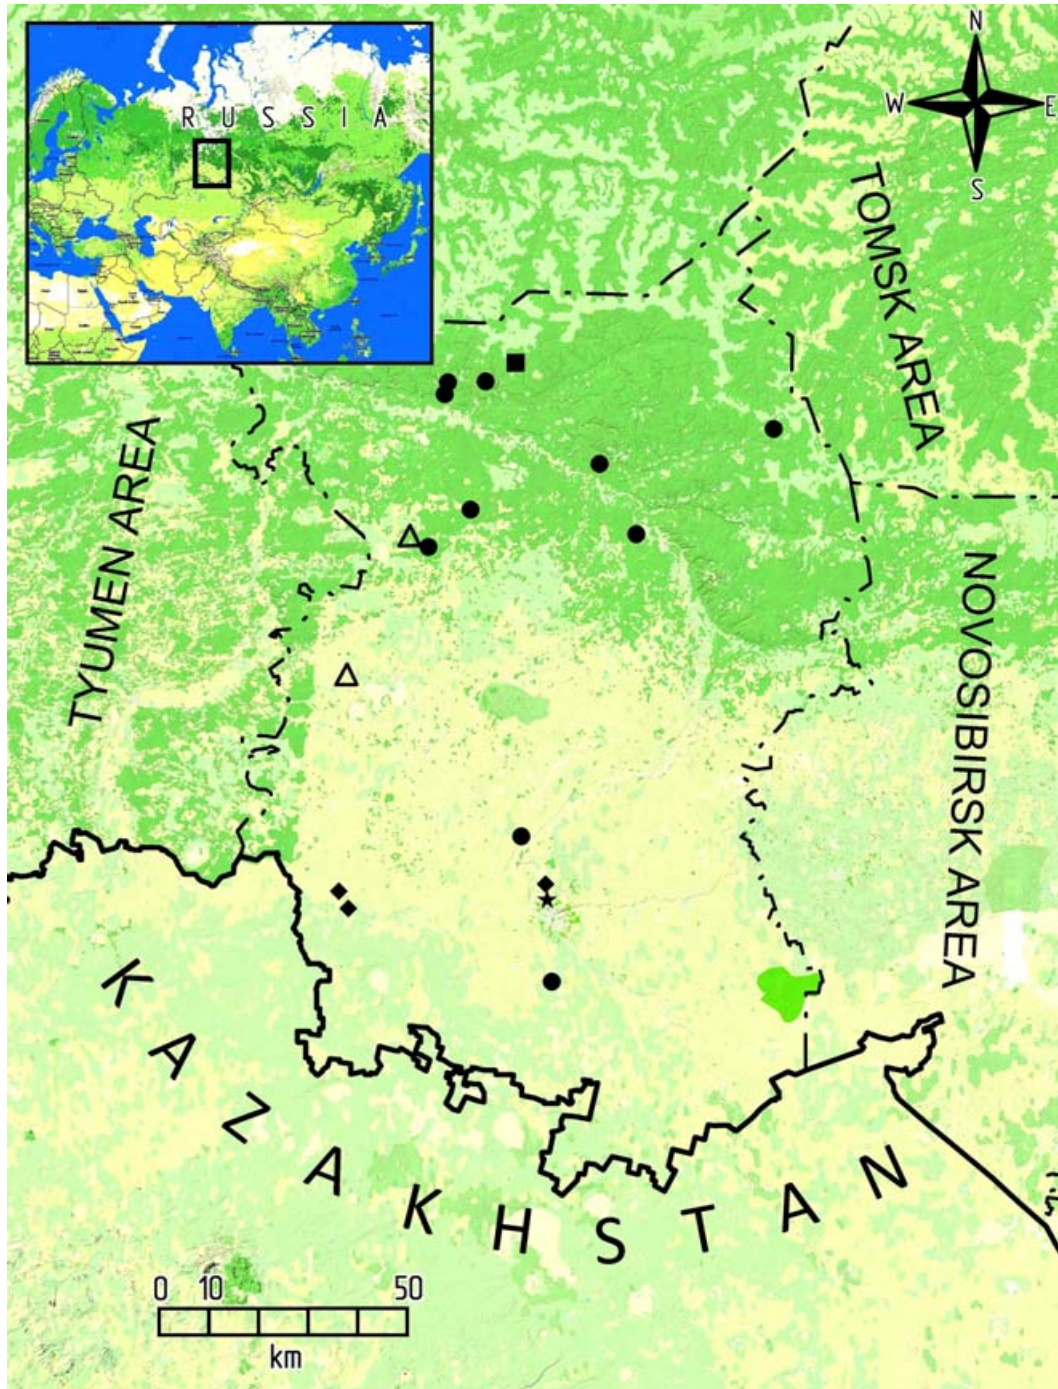 RUSSIA
N
W
E
S
TOMSK AREA
TYUMEN AREA
NOVOSIBIRSK AREA
KAZAKHSTAN
0 10 50
km